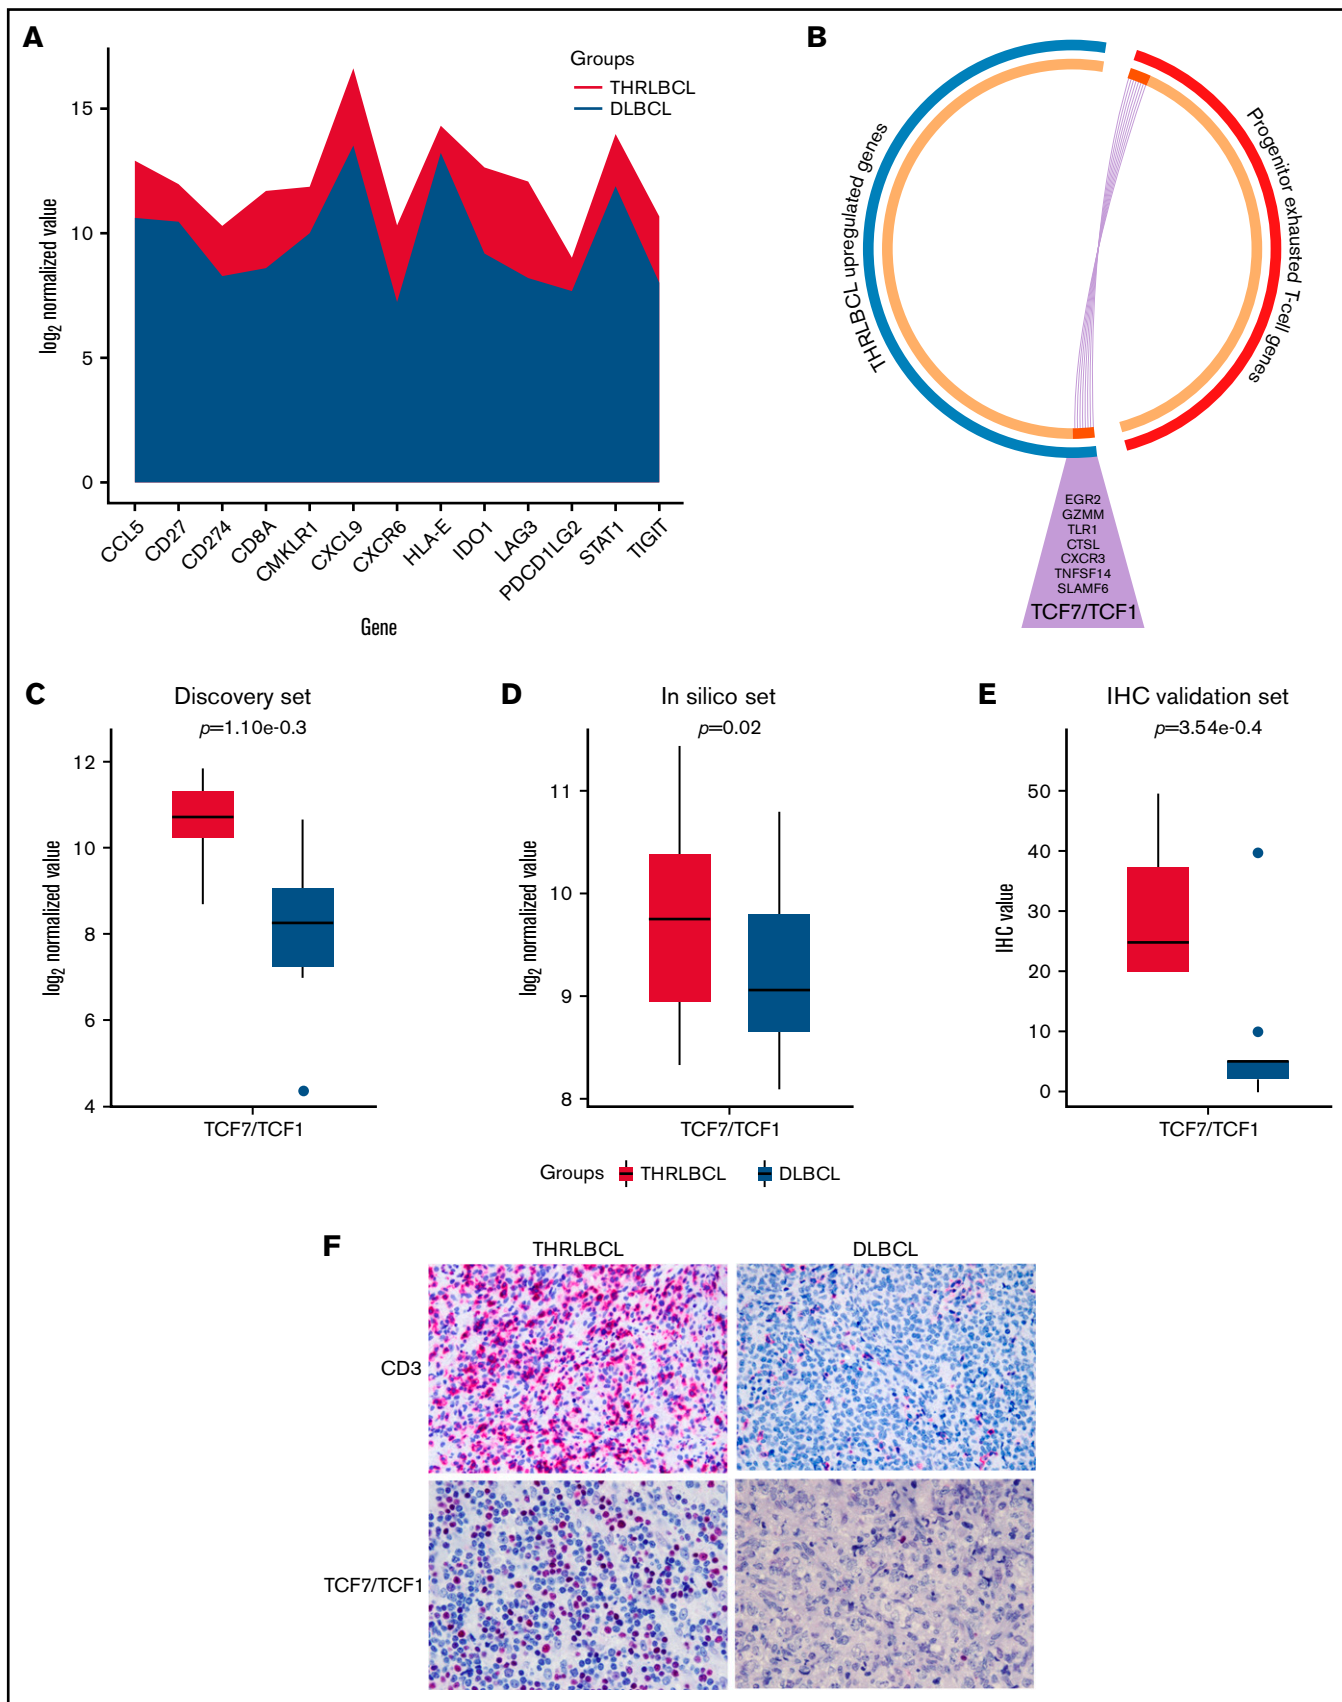 A
Groups
THRLBCL
DLBCL
log2 normalized value
15
10
5
0
CCL5
CD27
CD274
CD8A
CMKLR1
CXCL9
CXCR6
HLA-E
IDO1
LAG3
PDCD1LG2
STAT1
TIGIT
Gene
B
THRLBCL upregulated genes
Progenitor exhausted T-cell genes
EGR2
GZMM
TLR1
CTSL
CXCR3
TNFSF14
SLAMF6
TCF7/TCF1
C
Discovery set
p=1.10e-0.3
log2 normalized value
12
10
8
6
4
TCF7/TCF1
D
In silico set
p=0.02
log2 normalized value
11
10
9
8
TCF7/TCF1
E
IHC validation set
p=3.54e-0.4
IHC value
50
40
30
20
10
0
TCF7/TCF1
Groups THRLBCL DLBCL
F
THRLBCL DLBCL
CD3
TCF7/TCF1